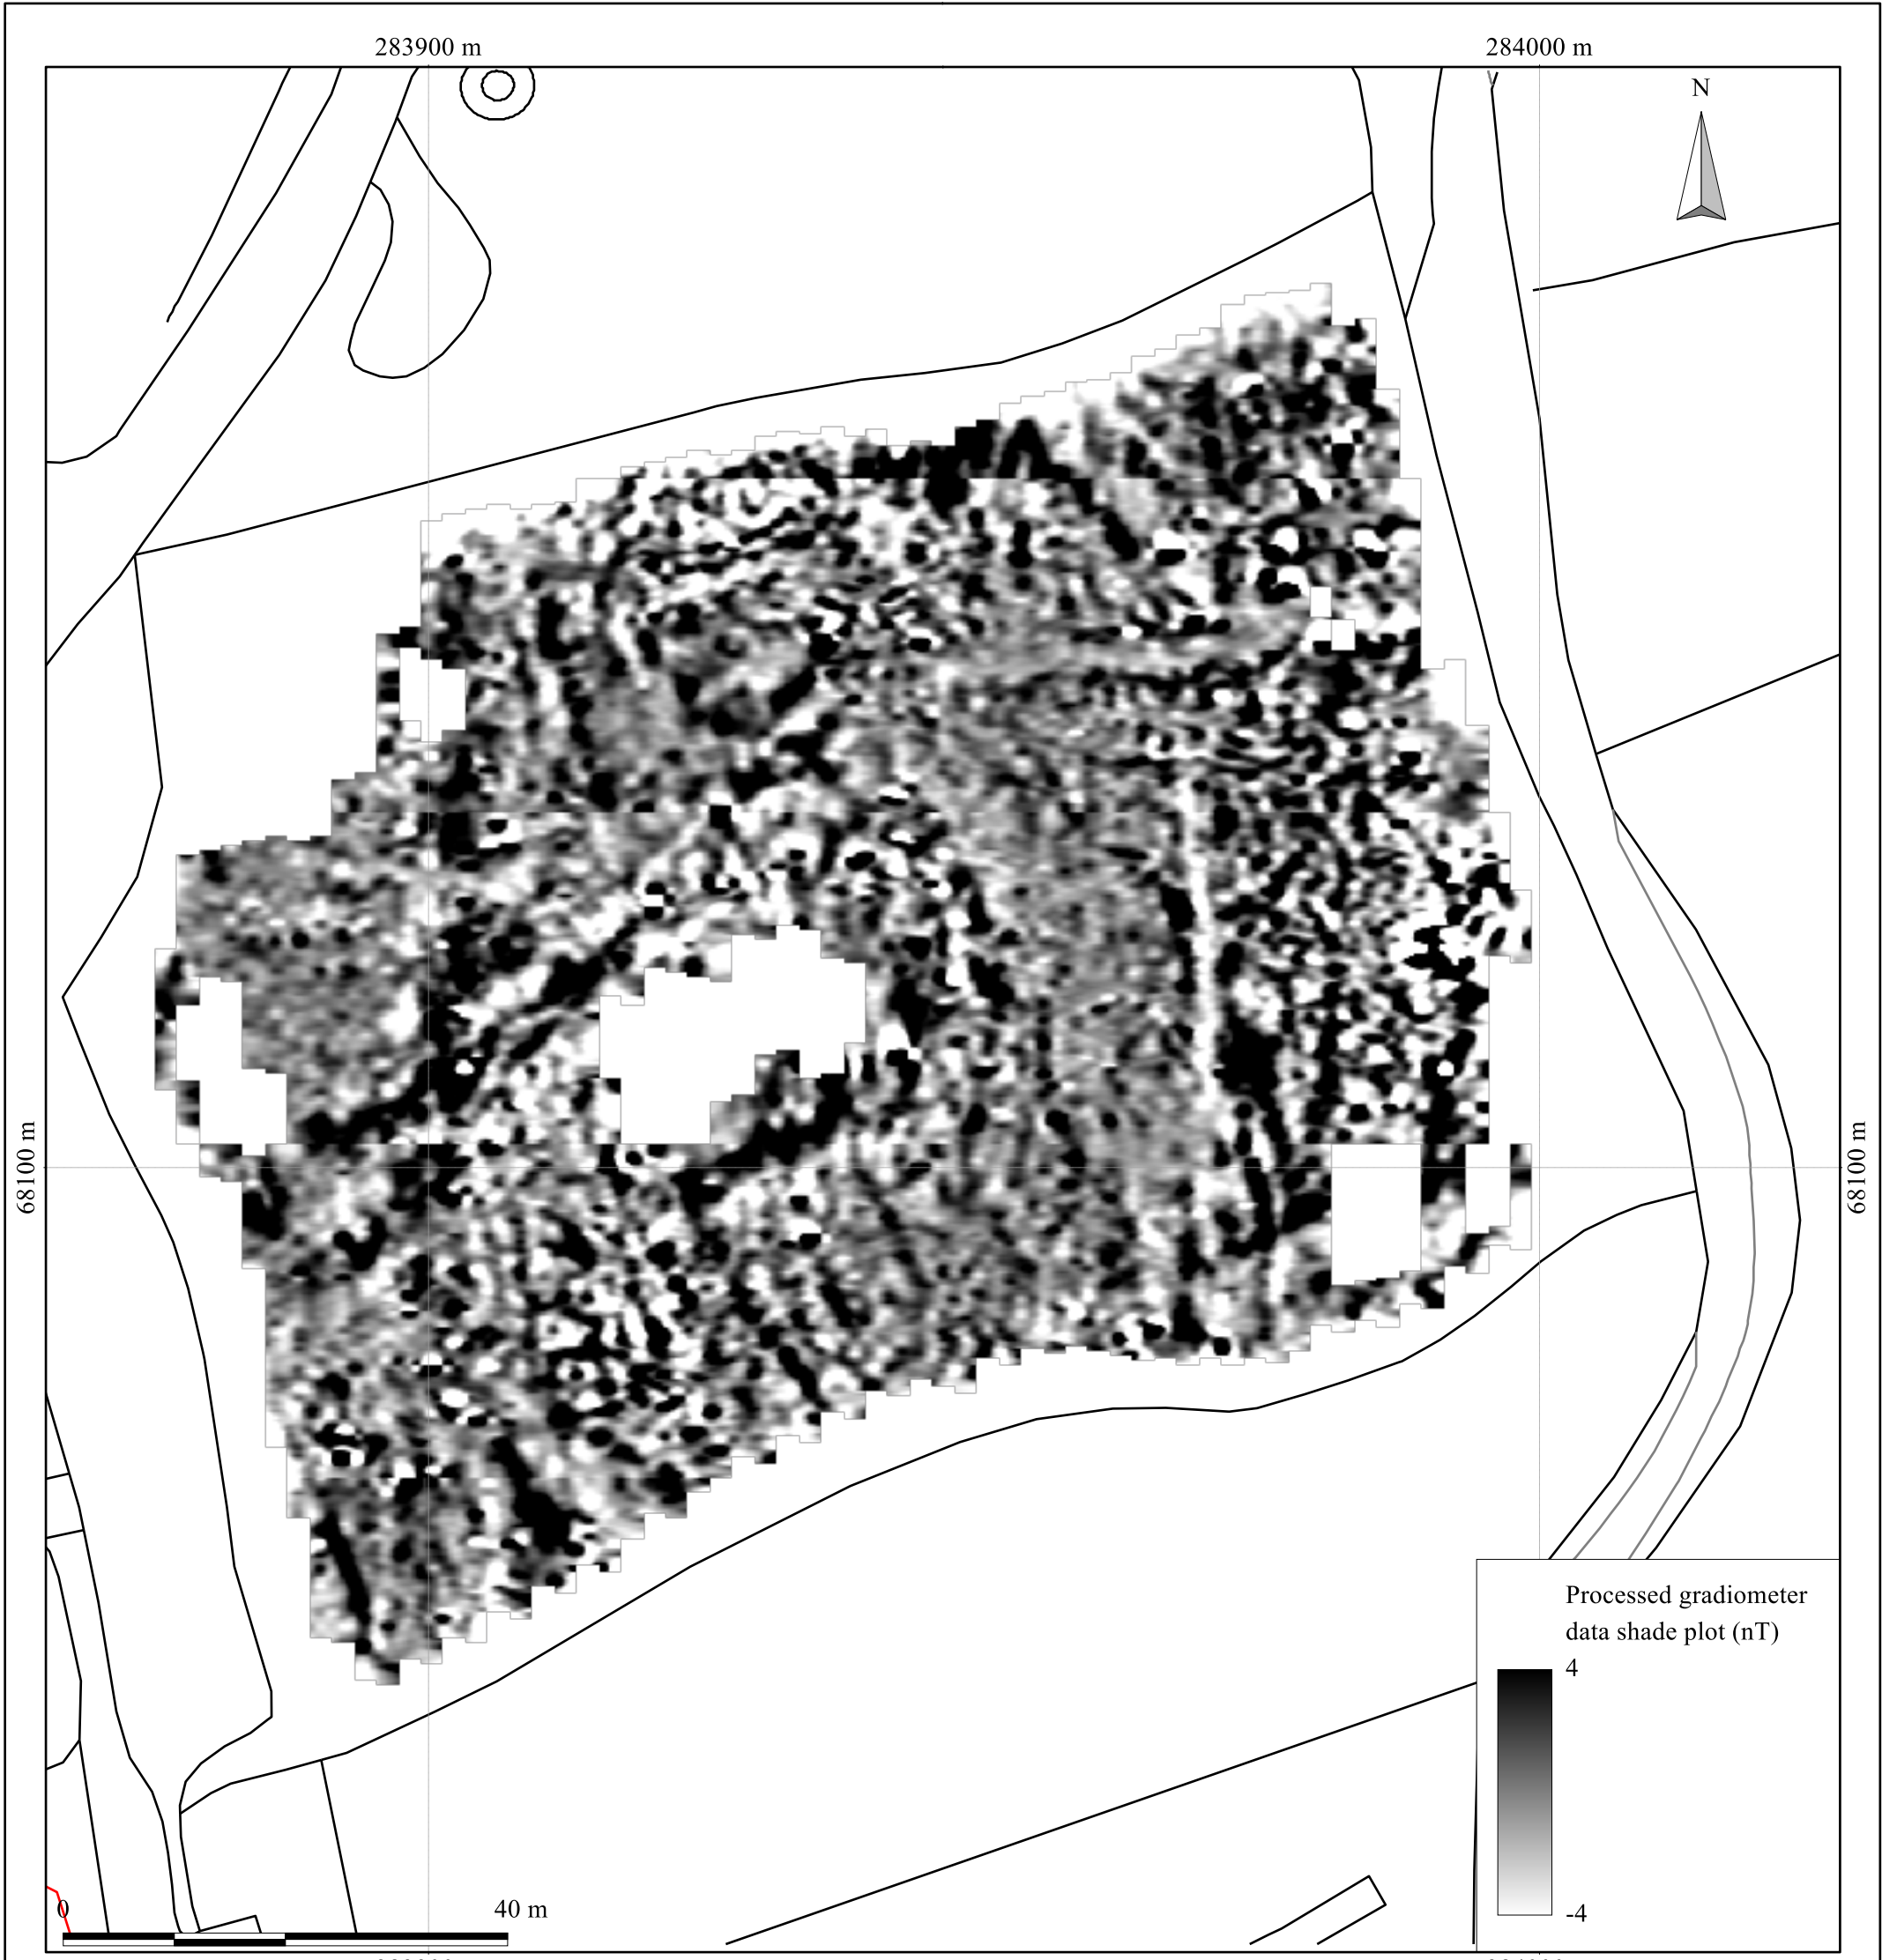 283900 m
284000 m
N
68100 m
68100 m
Processed gradiometer
data shade plot (nT)
4
-4
0
40 m